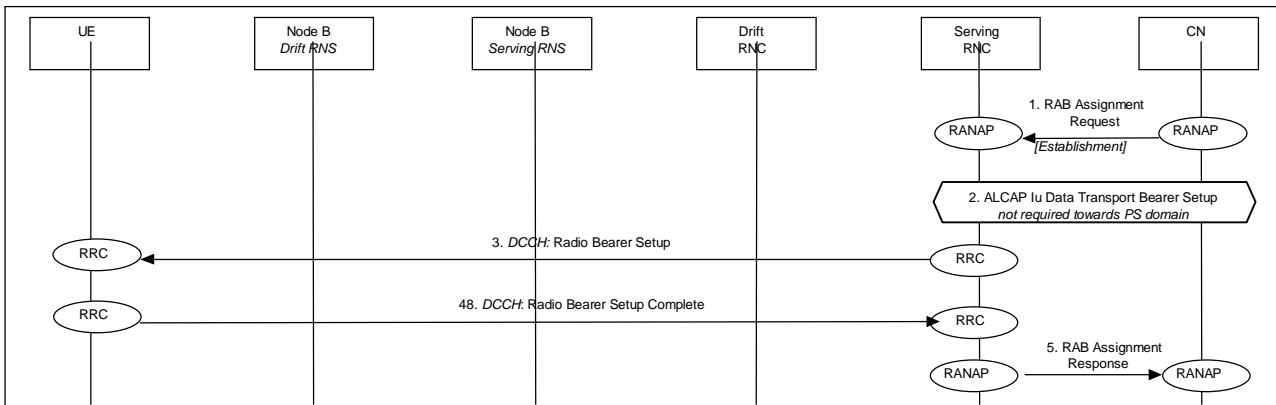 UE
Node B
Drift RNS
Node B
Serving RNS
Drift
RNC
Serving
RNC
CN
1. RAB Assignment
Request
RANAP
RANAP
[Establishment]
2. ALCAP Iu Data Transport Bearer Setup
not required towards PS domain
3. DCCH: Radio Bearer Setup
RRC
RRC
48. DCCH: Radio Bearer Setup Complete
RRC
RRC
5. RAB Assignment
Response
RANAP
RANAP